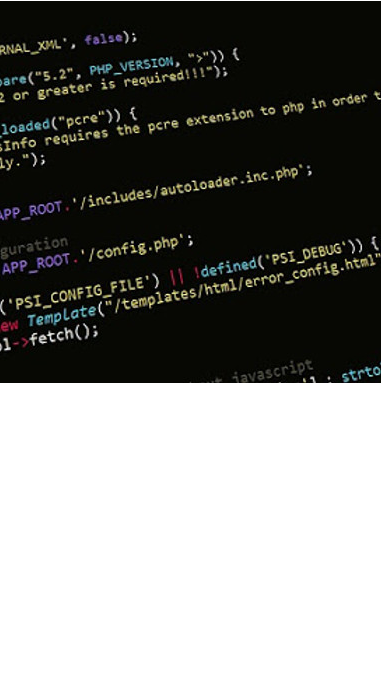 RNAL_XML', false);
pare("5.2", PHP_VERSION, ">")) {
2 or greater is required!!!");
loaded("pcre")) {
sInfo requires the pcre extension to php in order t
ly.");
APP_ROOT.'/includes/autoloader.inc.php';
guration
APP_ROOT.'/config.php';
('PSI_CONFIG_FILE') || !defined('PSI_DEBUG')) {
ew Template("/templates/html/error_config.html"
ol->fetch();
javascript
strto